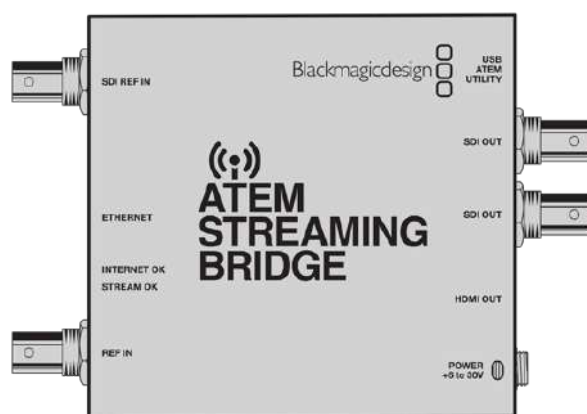 SDI REF IN
Blackmagicdesign
USB
ATEM
UTILITY
SDI OUT
ATEM
STREAMING
BRIDGE
ETHERNET
SDI OUT
INTERNET OK
STREAM OK
HDMI OUT
REF IN
POWER
+5 to 30V